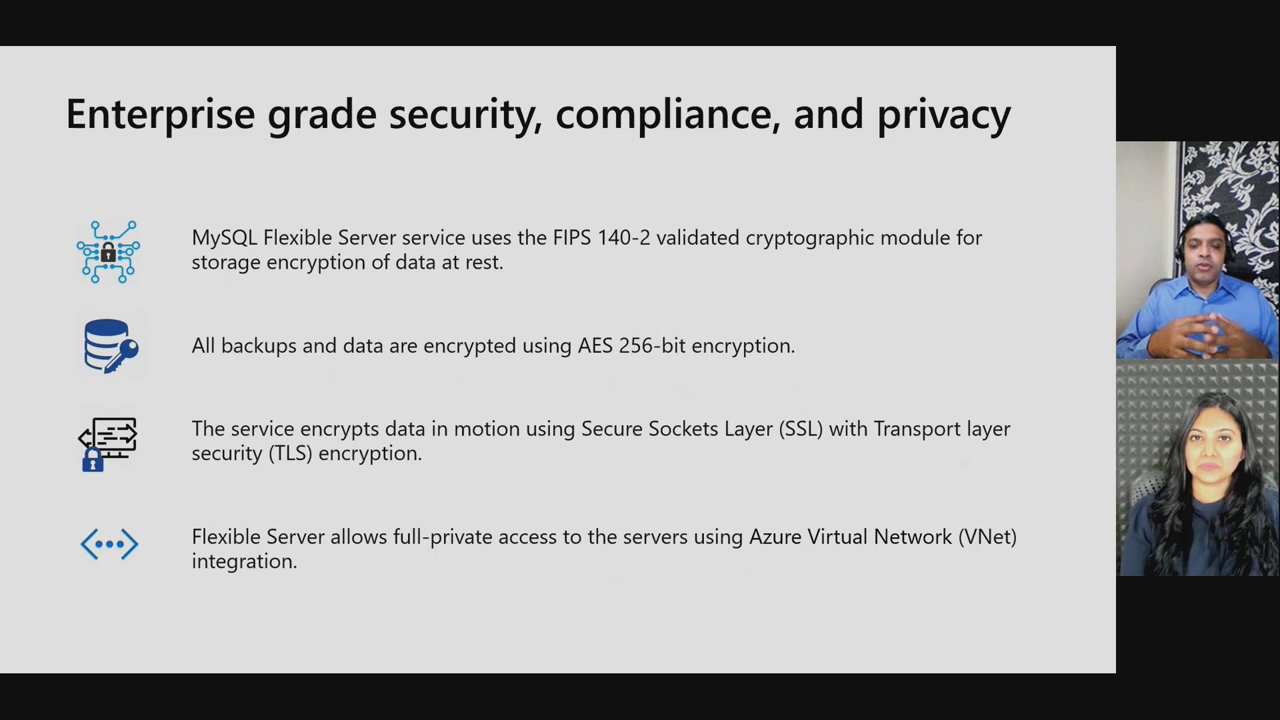 Enterprise grade security, compliance, and privacy
MySQL Flexible Server service uses the FIPS 140-2 validated cryptographic module for
storage encryption of data at rest.
All backups and data are encrypted using AES 256-bit encryption.
The service encrypts data in motion using Secure Sockets Layer (SSL) with Transport layer
security (TLS) encryption.
Flexible Server allows full-private access to the servers using Azure Virtual Network (VNet)
integration.